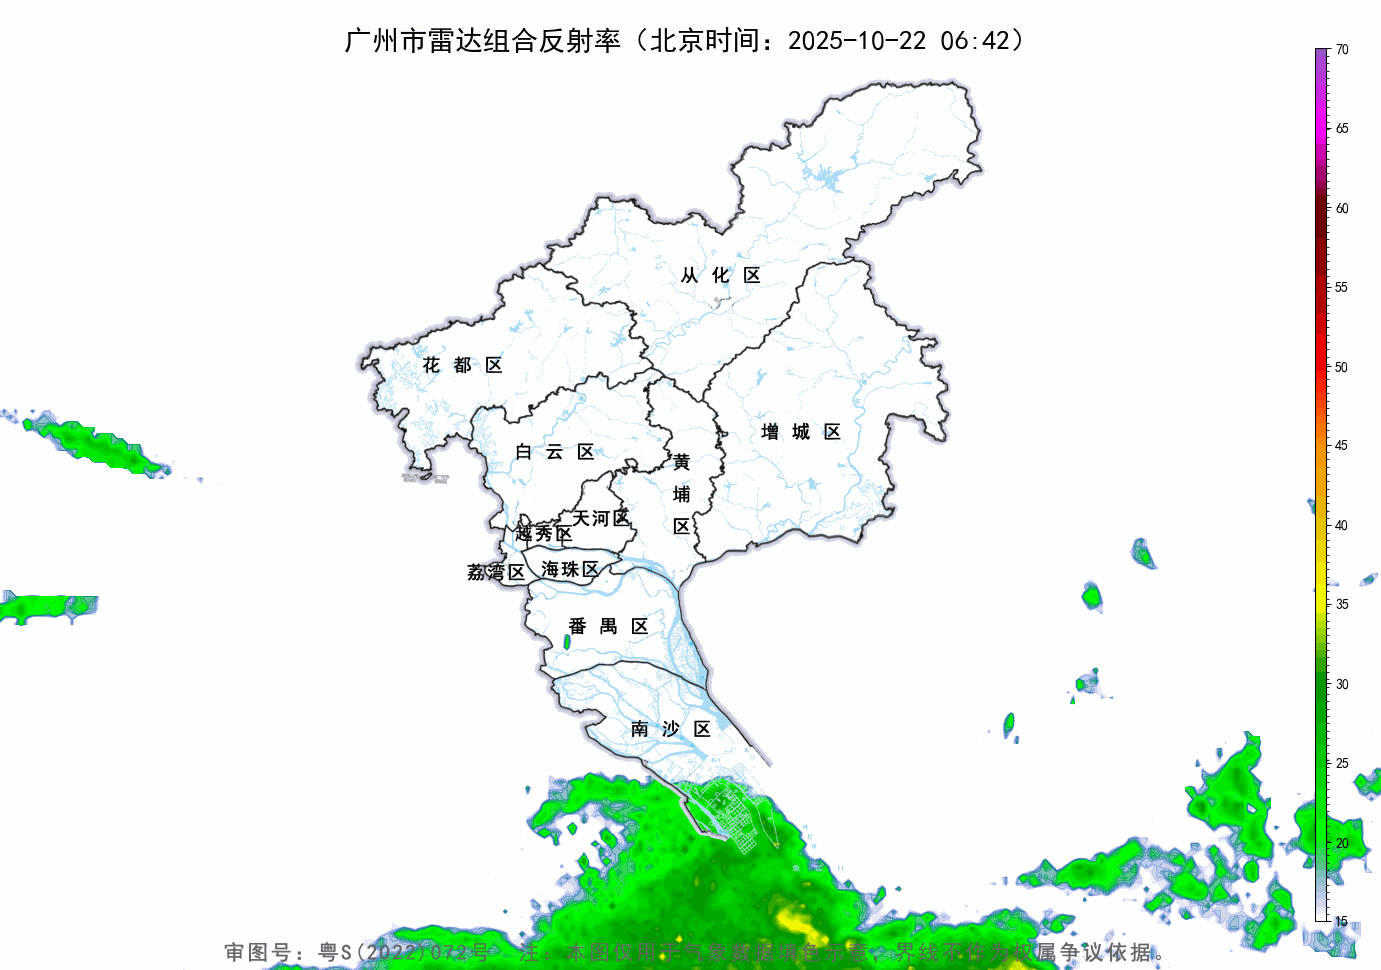 广州市雷达组合反射率（北京时间：2025-10-22 06:42）
70
65
60
55
50
45
40
35
30
25
20
15
从化区
花都区
增城区
白云区
黄埔区
天河区
越秀区
荔湾区
海珠区
番禺区
南沙区
审图号：粤S(2022)072号 注：本图仅用于气象数据填色示意，界线不作为权属争议依据。